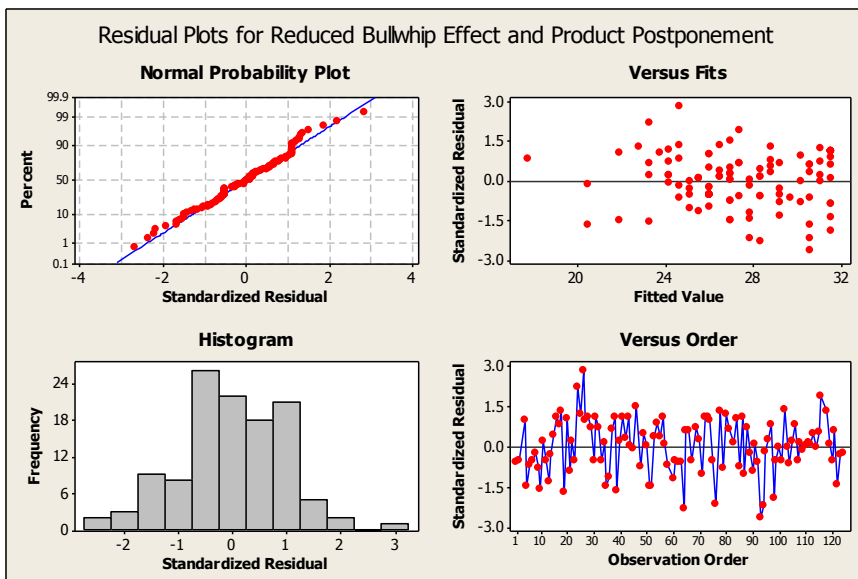 Residual Plots for Reduced Bullwhip Effect and Product Postponement
Normal Probability Plot
99.9
99
90
50
10
1
0.1
Percent
-4 -2 0 2 4
Standardized Residual
Versus Fits
3.0
1.5
0.0
-1.5
-3.0
Standardized Residual
20 24 28 32
Fitted Value
Histogram
24
18
12
6
0
Frequency
-2 -1 0 1 2 3
Standardized Residual
Versus Order
3.0
1.5
0.0
-1.5
-3.0
Standardized Residual
1 10 20 30 40 50 60 70 80 90 100 110 120
Observation Order